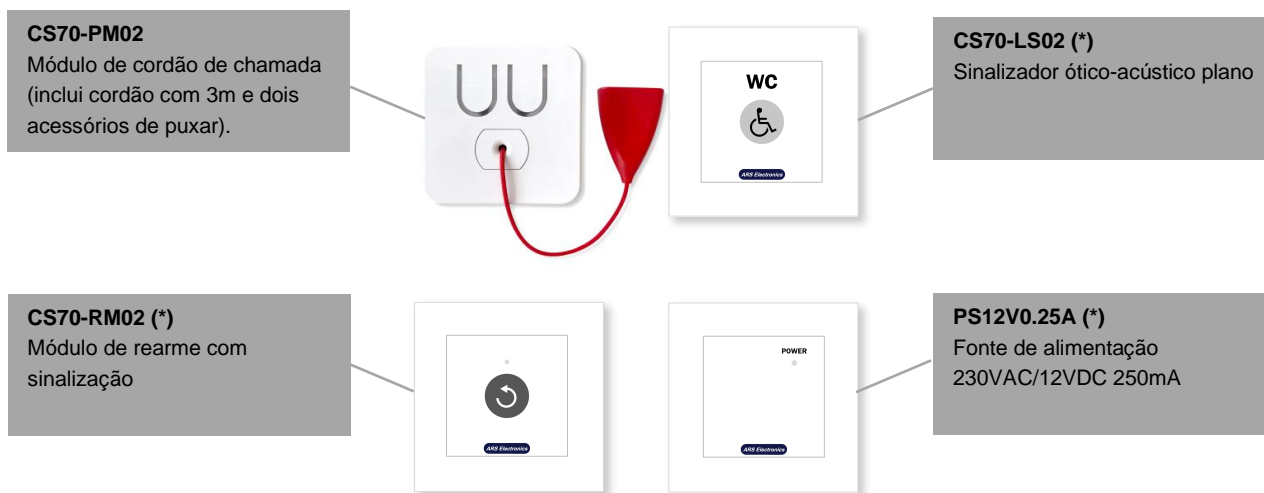 CS70-PM02
Módulo de cordão de chamada
(inclui cordão com 3m e dois
acessórios de puxar).
WC
ARS Electronics
CS70-LS02 (*)
Sinalizador ótico-acústico plano
CS70-RM02 (*)
Módulo de rearme com
sinalização
ARS Electronics
POWER
ARS Electronics
PS12V0.25A (*)
Fonte de alimentação
230VAC/12VDC 250mA